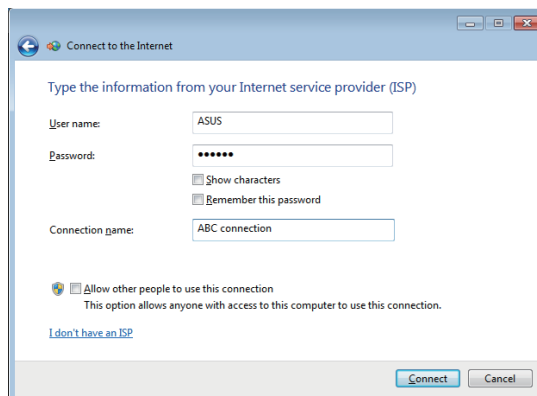 Connect to the Internet
Type the information from your Internet service provider (ISP)
User name: ASUS
Password: ••••••
Show characters
Remember this password
Connection name: ABC connection
Allow other people to use this connection
This option allows anyone with access to this computer to use this connection.
I don't have an ISP
Connect Cancel